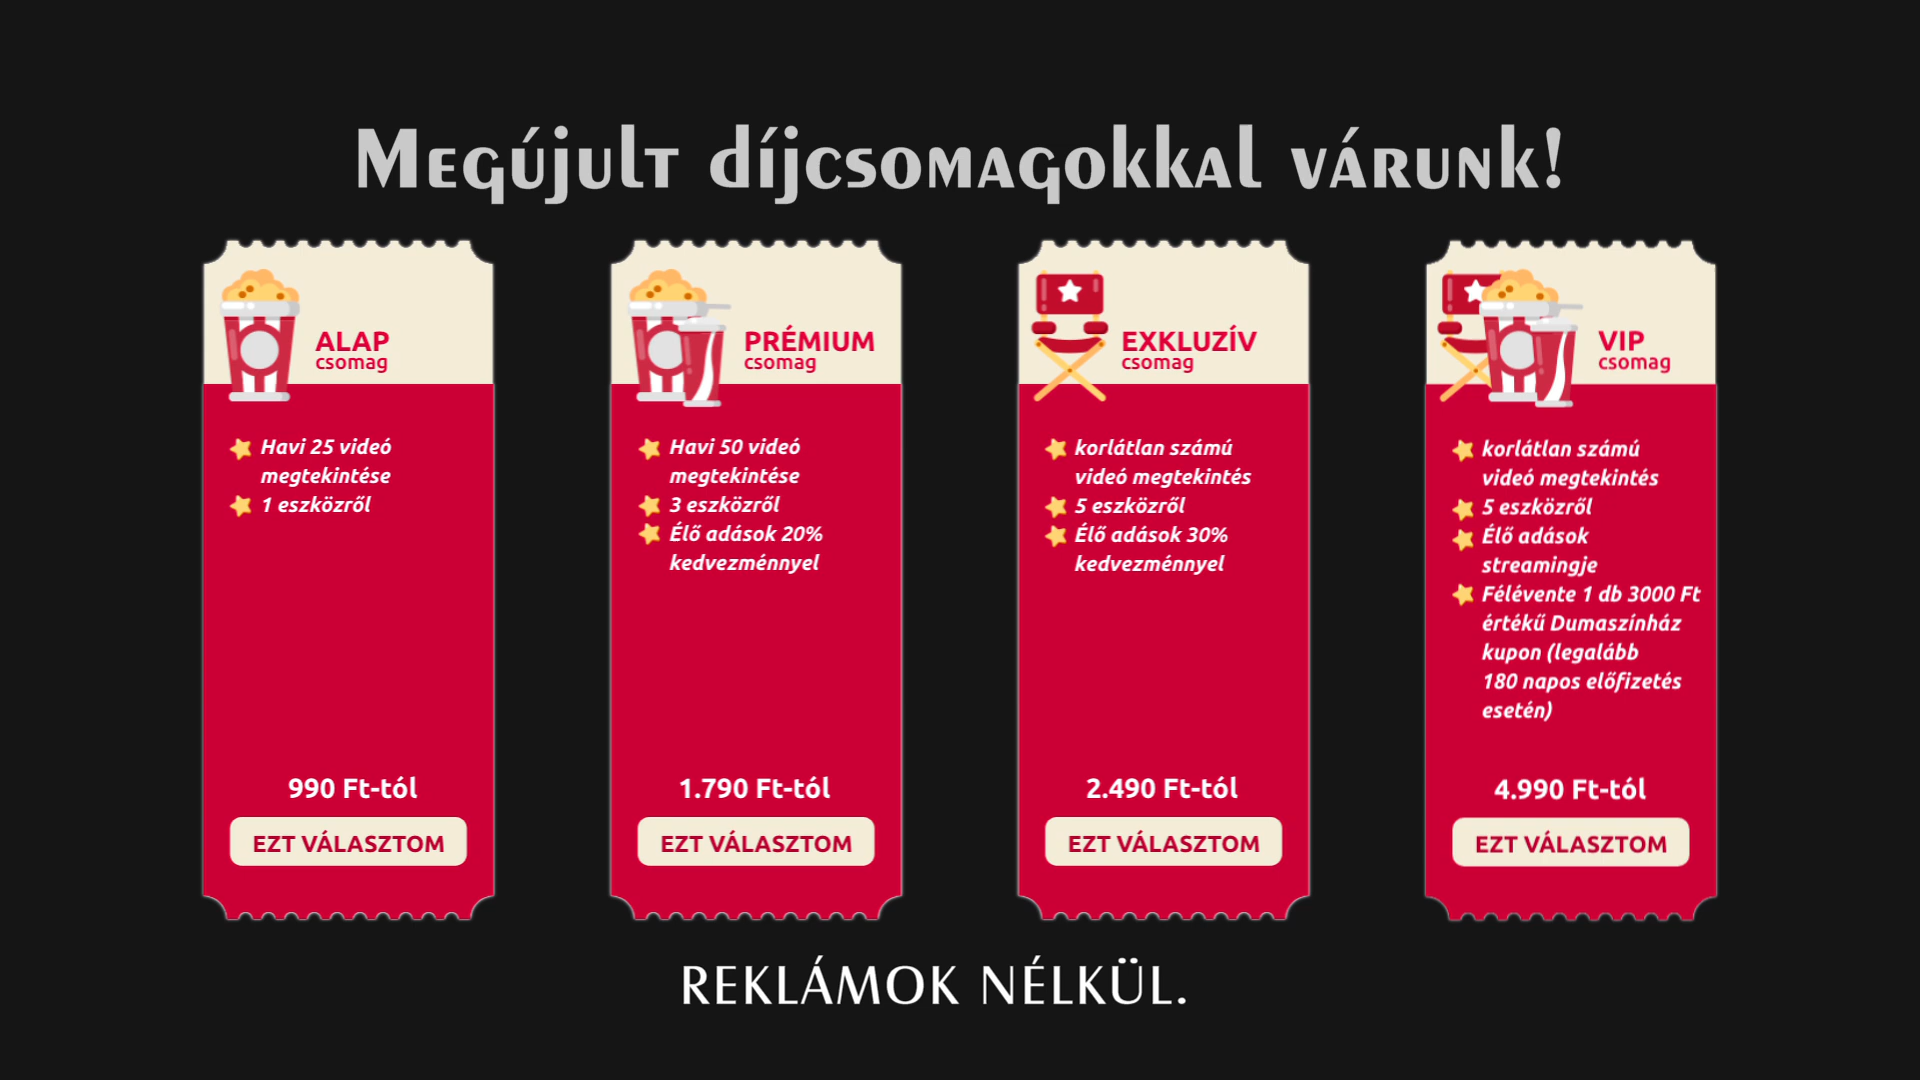 Megújult díjcsomagokkal várunk!
ALAP
csomag
Havi 25 videó
megtekintése
1 eszközről
990 Ft-tól
EZT VÁLASZTOM
PRÉMIUM
csomag
Havi 50 videó
megtekintése
3 eszközről
Élő adások 20%
kedvezménnyel
1.790 Ft-tól
EZT VÁLASZTOM
EXKLUZÍV
csomag
korlátlan számú
videó megtekintés
5 eszközről
Élő adások 30%
kedvezménnyel
2.490 Ft-tól
EZT VÁLASZTOM
VIP
csomag
korlátlan számú
videó megtekintés
5 eszközről
Élő adások
streamingje
Félévente 1 db 3000 Ft
értékű Dumaszínház
kupon (legalább
180 napos előfizetés
esetén)
4.990 Ft-tól
EZT VÁLASZTOM
REKLÁMOK NÉLKÜL.